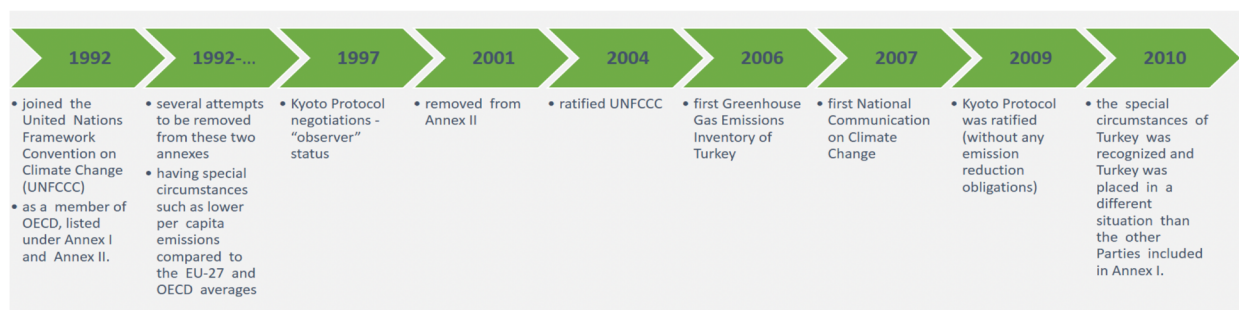 1992
• joined the
United Nations
Framework
Convention on
Climate Change
(UNFCCC)
• as a member of
OECD, listed
under Annex I
and Annex II.
1992-...
• several attempts
to be removed
from these two
annexes
• having special
circumstances
such as lower
per capita
emissions
compared to
the EU-27 and
OECD averages
1997
• Kyoto Protocol
negotiations -
“observer”
status
2001
• removed from
Annex II
2004
• ratified UNFCCC
2006
• first Greenhouse
Gas Emissions
Inventory of
Turkey
2007
• first National
Communication
on Climate
Change
2009
• Kyoto Protocol
was ratified
(without any
emission
reduction
obligations)
2010
• the special
circumstances of
Turkey was
recognized and
Turkey was
placed in a
different
situation than
the other
Parties included
in Annex I.